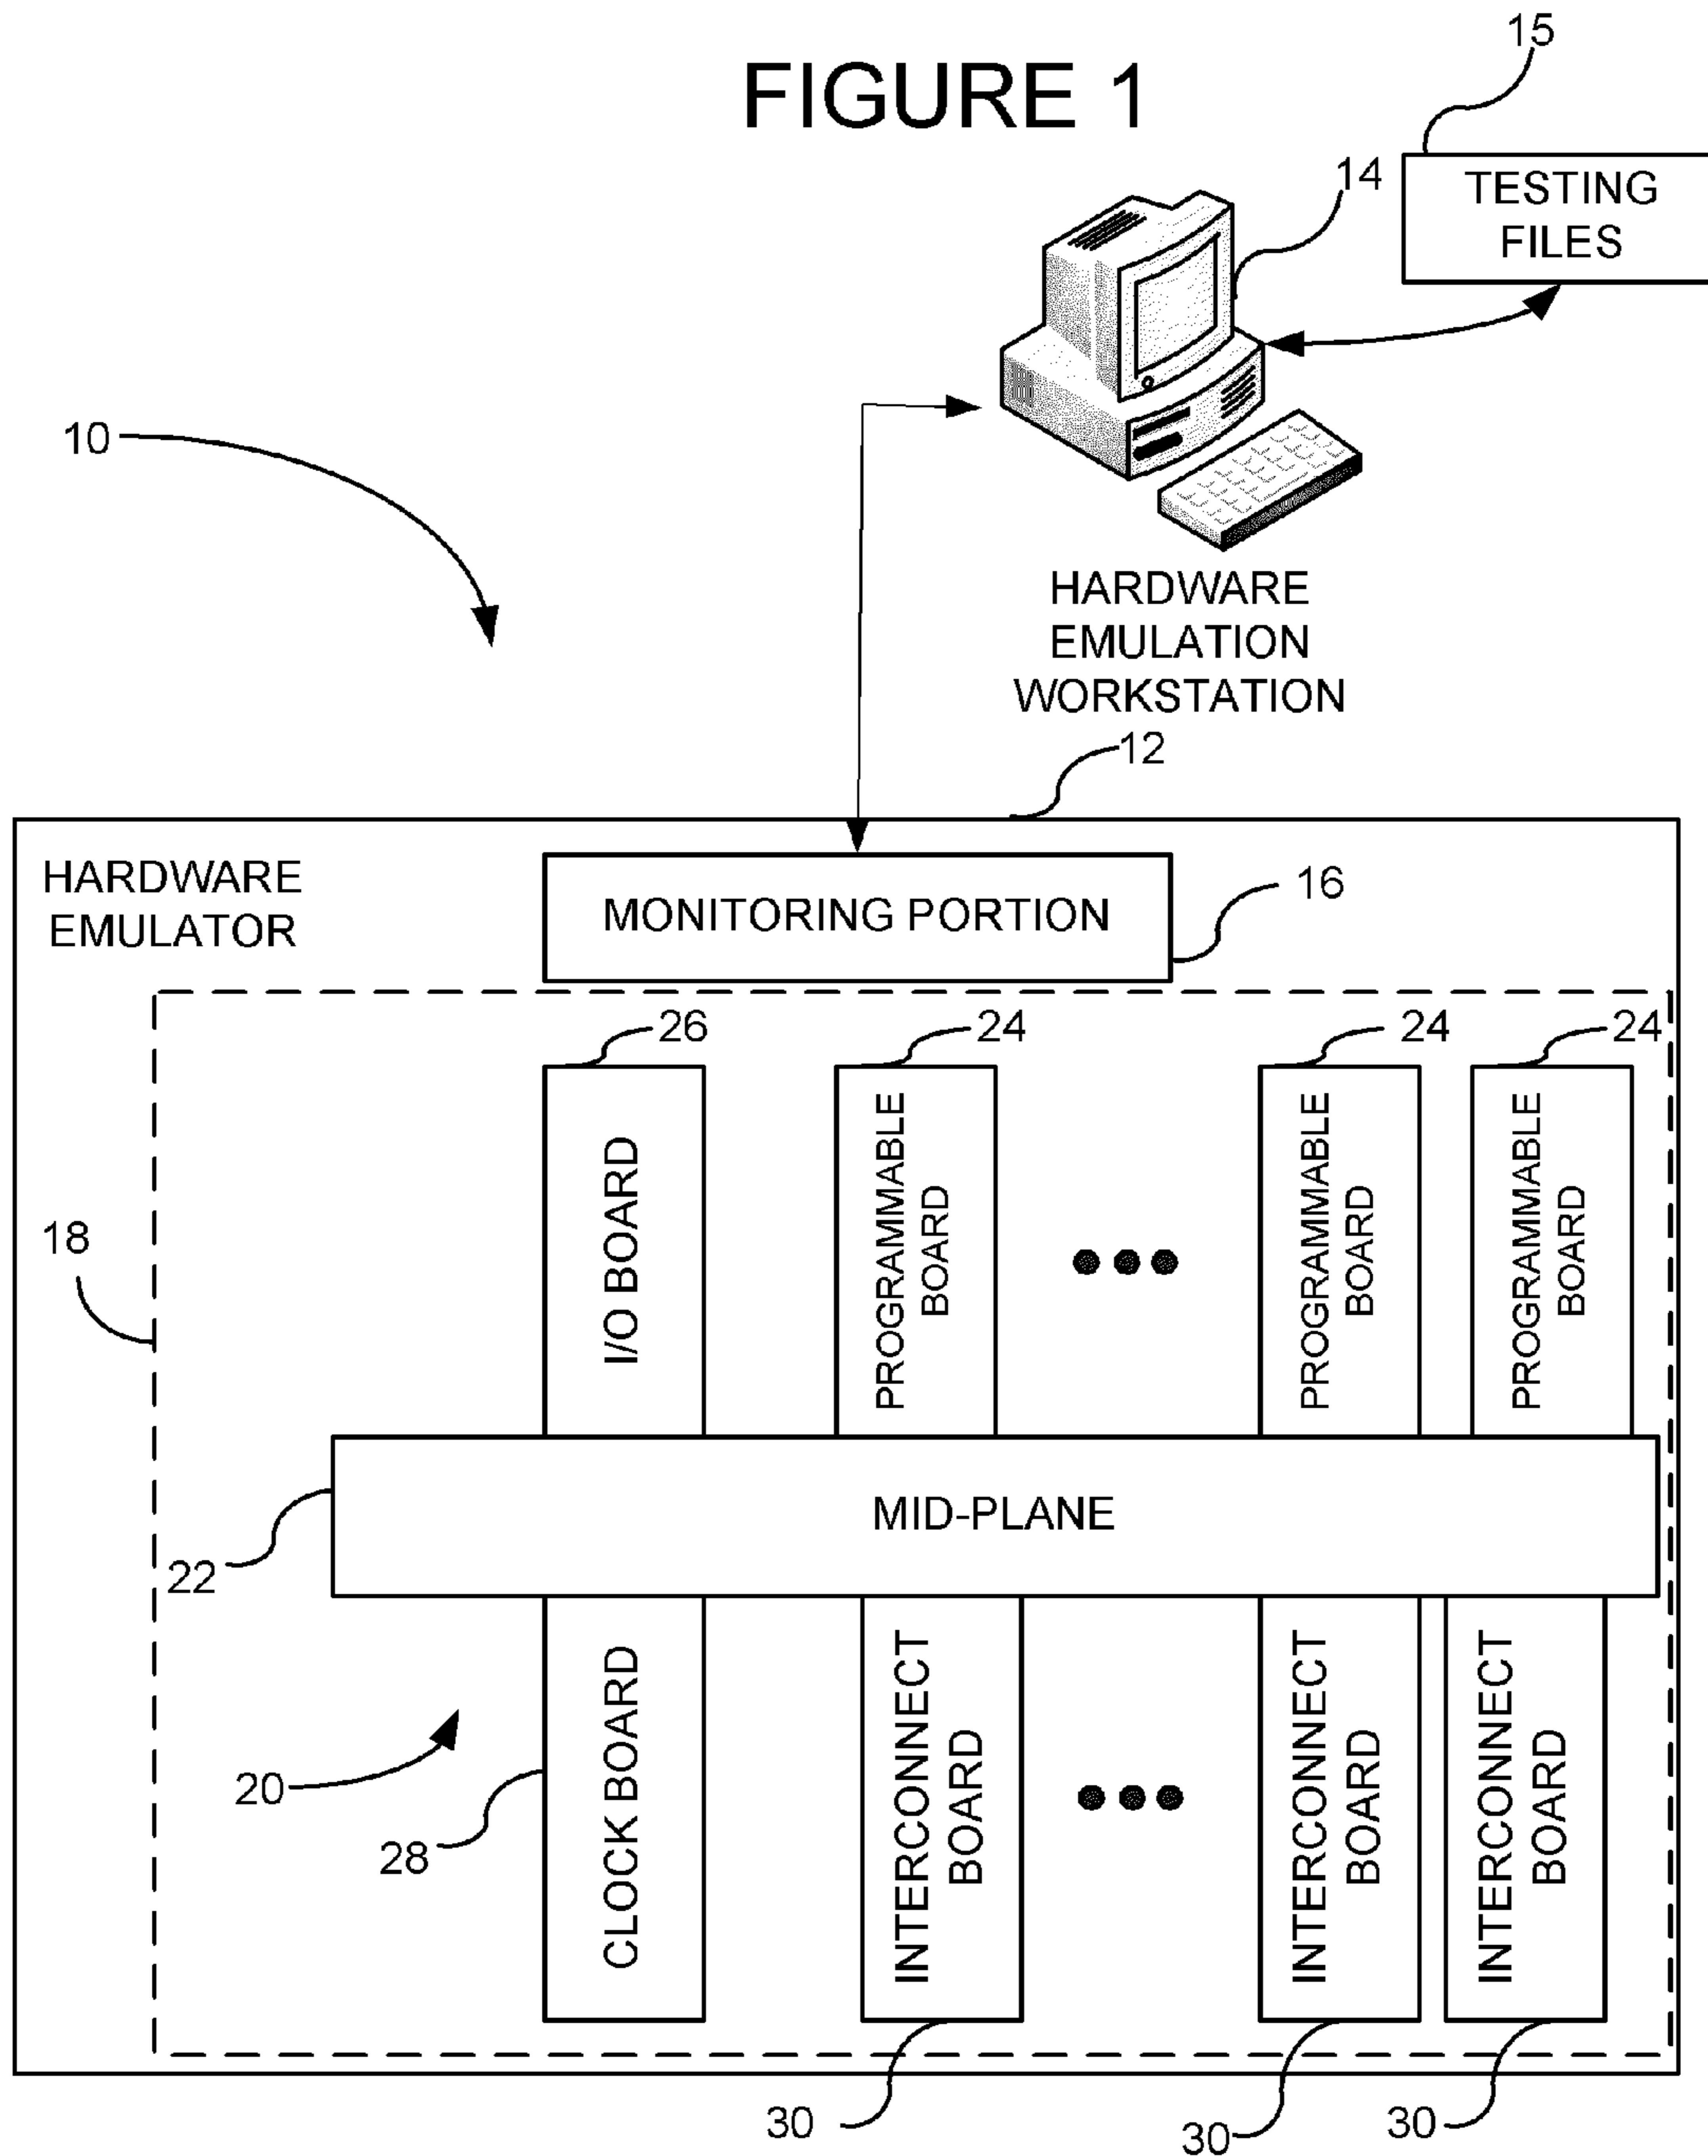 FIGURE 1
15
TESTING
FILES
14
10
HARDWARE
EMULATION
WORKSTATION
12
HARDWARE
EMULATOR
MONITORING PORTION
16
26
24
24
24
I/O BOARD
PROGRAMMABLE
BOARD
PROGRAMMABLE
BOARD
PROGRAMMABLE
BOARD
18
MID-PLANE
22
CLOCK BOARD
INTERCONNECT
BOARD
INTERCONNECT
BOARD
INTERCONNECT
BOARD
20
28
30
30
30